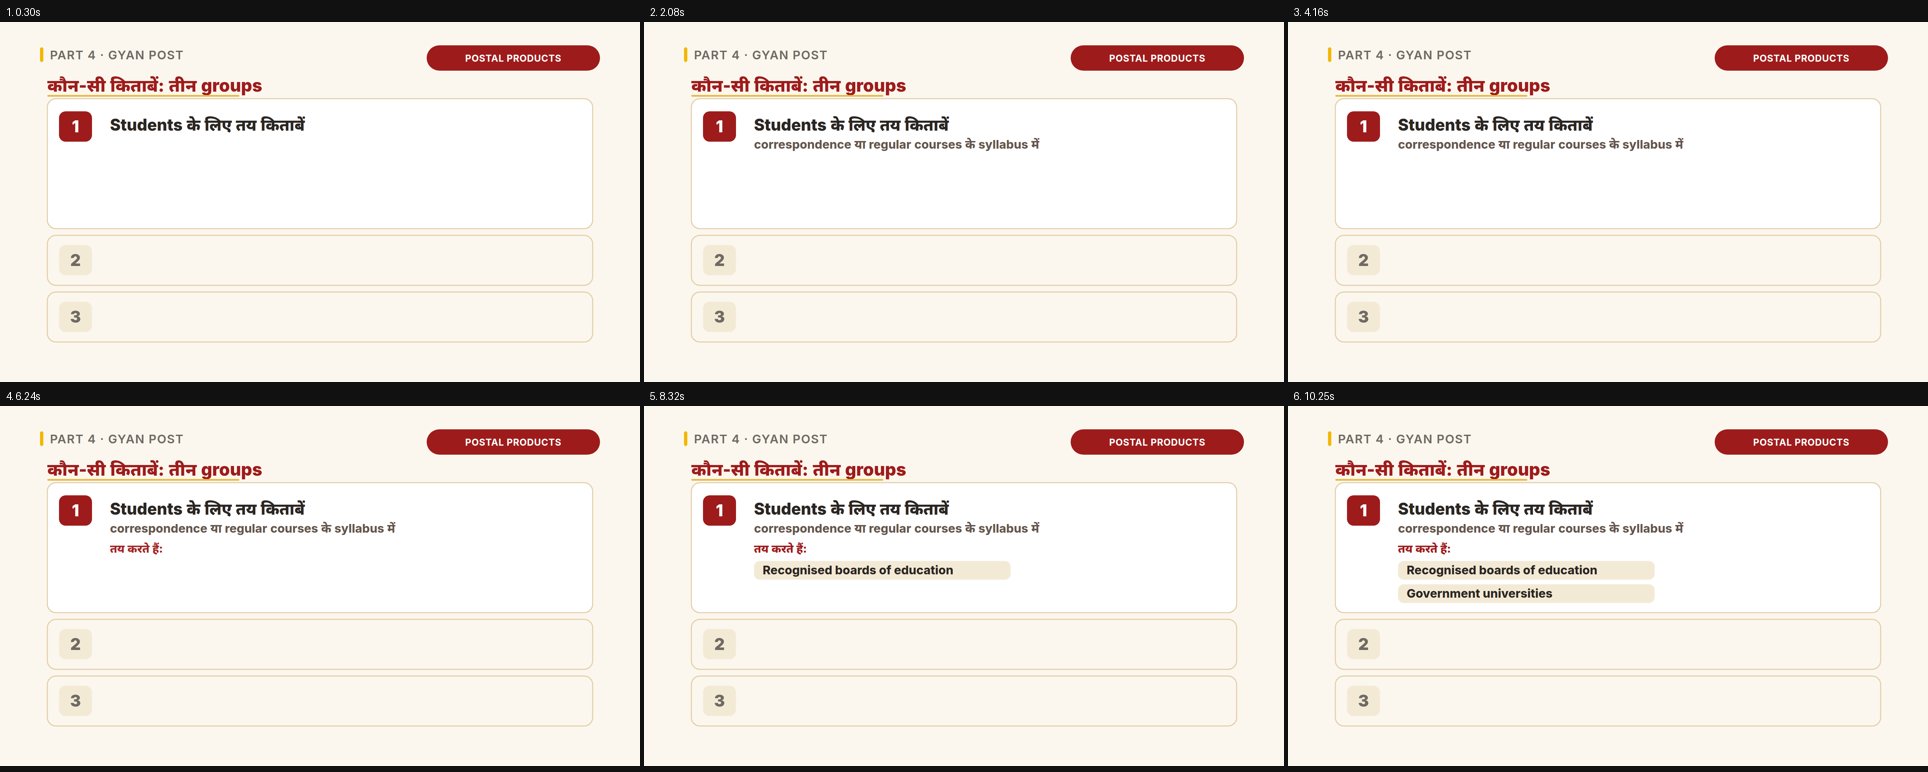 1. 0.30s
PART 4 · GYAN POST
POSTAL PRODUCTS
कौन-सी किताबें: तीन groups
1
Students के लिए तय किताबें
2
3
2. 2.08s
PART 4 · GYAN POST
POSTAL PRODUCTS
कौन-सी किताबें: तीन groups
1
Students के लिए तय किताबें
correspondence या regular courses के syllabus में
2
3
3. 4.16s
PART 4 · GYAN POST
POSTAL PRODUCTS
कौन-सी किताबें: तीन groups
1
Students के लिए तय किताबें
correspondence या regular courses के syllabus में
2
3
4. 6.24s
PART 4 · GYAN POST
POSTAL PRODUCTS
कौन-सी किताबें: तीन groups
1
Students के लिए तय किताबें
correspondence या regular courses के syllabus में
तय करते हैं:
2
3
5. 8.32s
PART 4 · GYAN POST
POSTAL PRODUCTS
कौन-सी किताबें: तीन groups
1
Students के लिए तय किताबें
correspondence या regular courses के syllabus में
तय करते हैं:
Recognised boards of education
2
3
6. 10.25s
PART 4 · GYAN POST
POSTAL PRODUCTS
कौन-सी किताबें: तीन groups
1
Students के लिए तय किताबें
correspondence या regular courses के syllabus में
तय करते हैं:
Recognised boards of education
Government universities
2
3